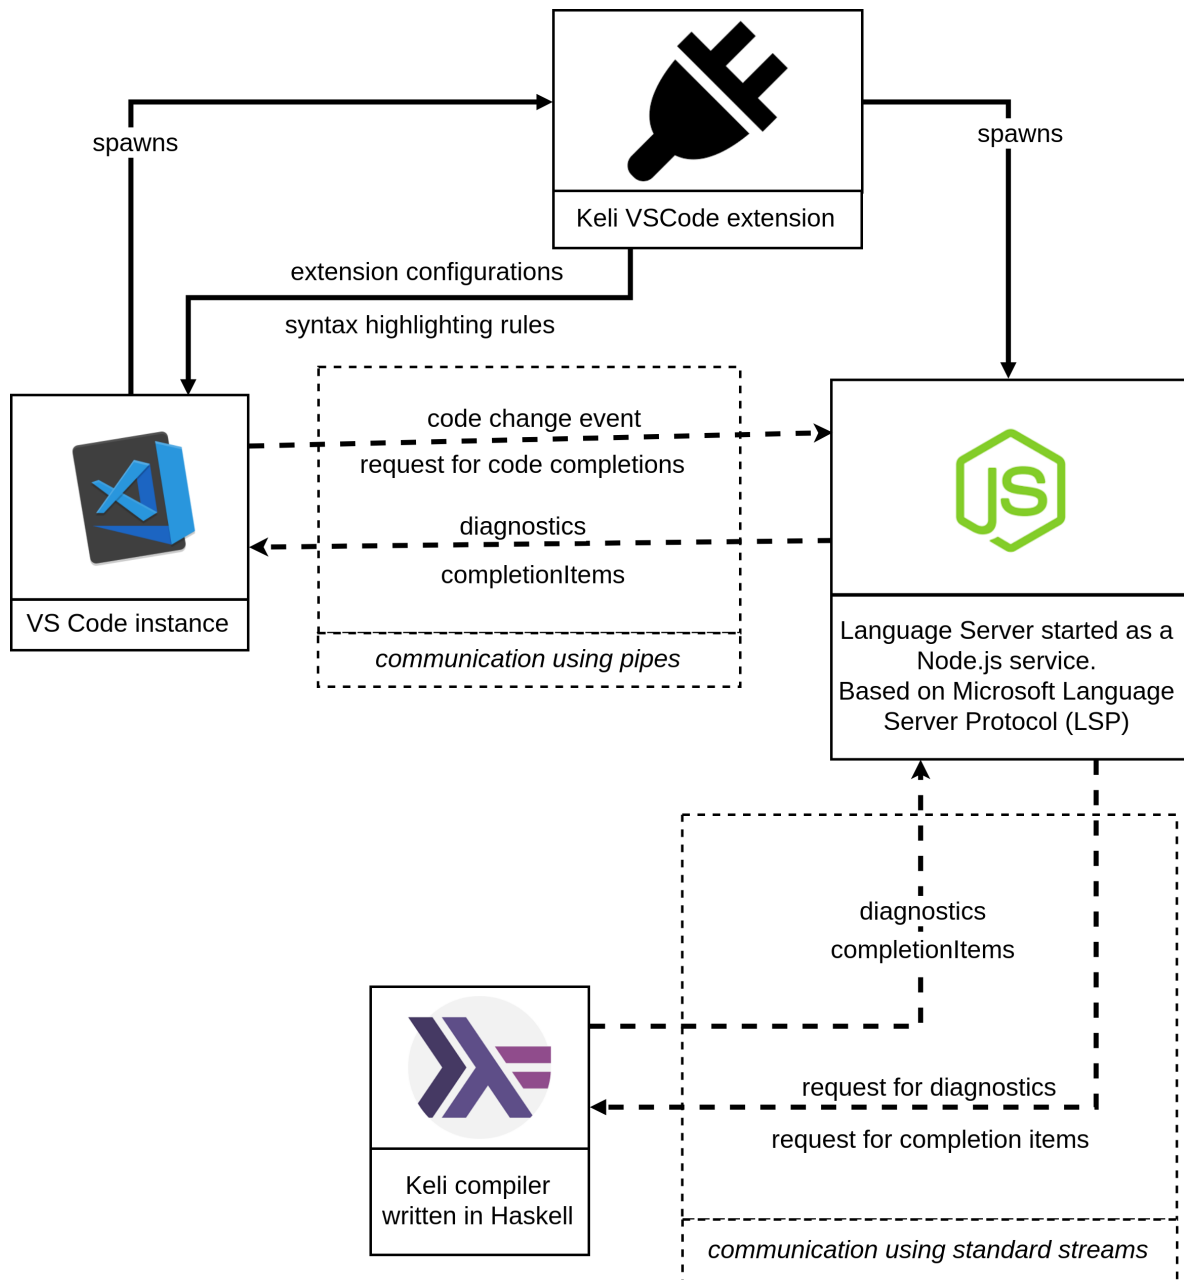 Keli VSCode extension
spawns
spawns
extension configurations
syntax highlighting rules
code change event
request for code completions
diagnostics
completionItems
communication using pipes
VS Code instance
JS
Language Server started as a
Node.js service.
Based on Microsoft Language
Server Protocol (LSP)
diagnostics
completionItems
request for diagnostics
request for completion items
Keli compiler
written in Haskell
communication using standard streams